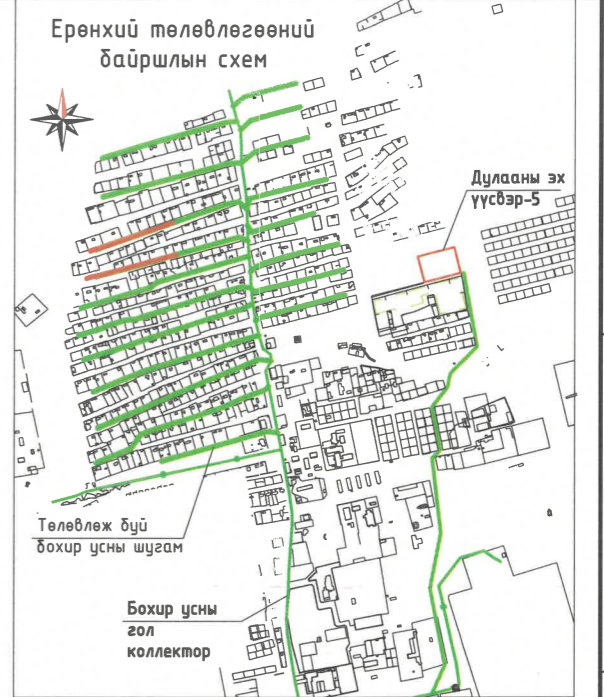 Ерөнхий төлөвлөгөөний
байршлын схем
Дулааны эх
үүсвэр-5
Төлөвлөж буй
бохир усны шугам
Бохир усны
гол
коллектор